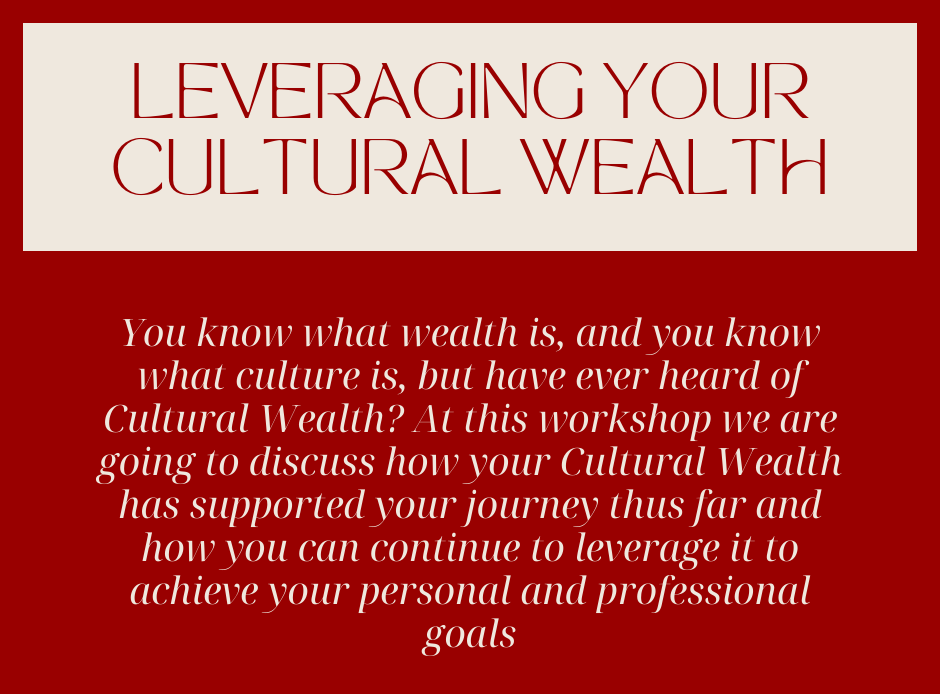 LEVERAGING YOUR
CULTURAL WEALTH
You know what wealth is, and you know
what culture is, but have ever heard of
Cultural Wealth? At this workshop we are
going to discuss how your Cultural Wealth
has supported your journey thus far and
how you can continue to leverage it to
achieve your personal and professional
goals